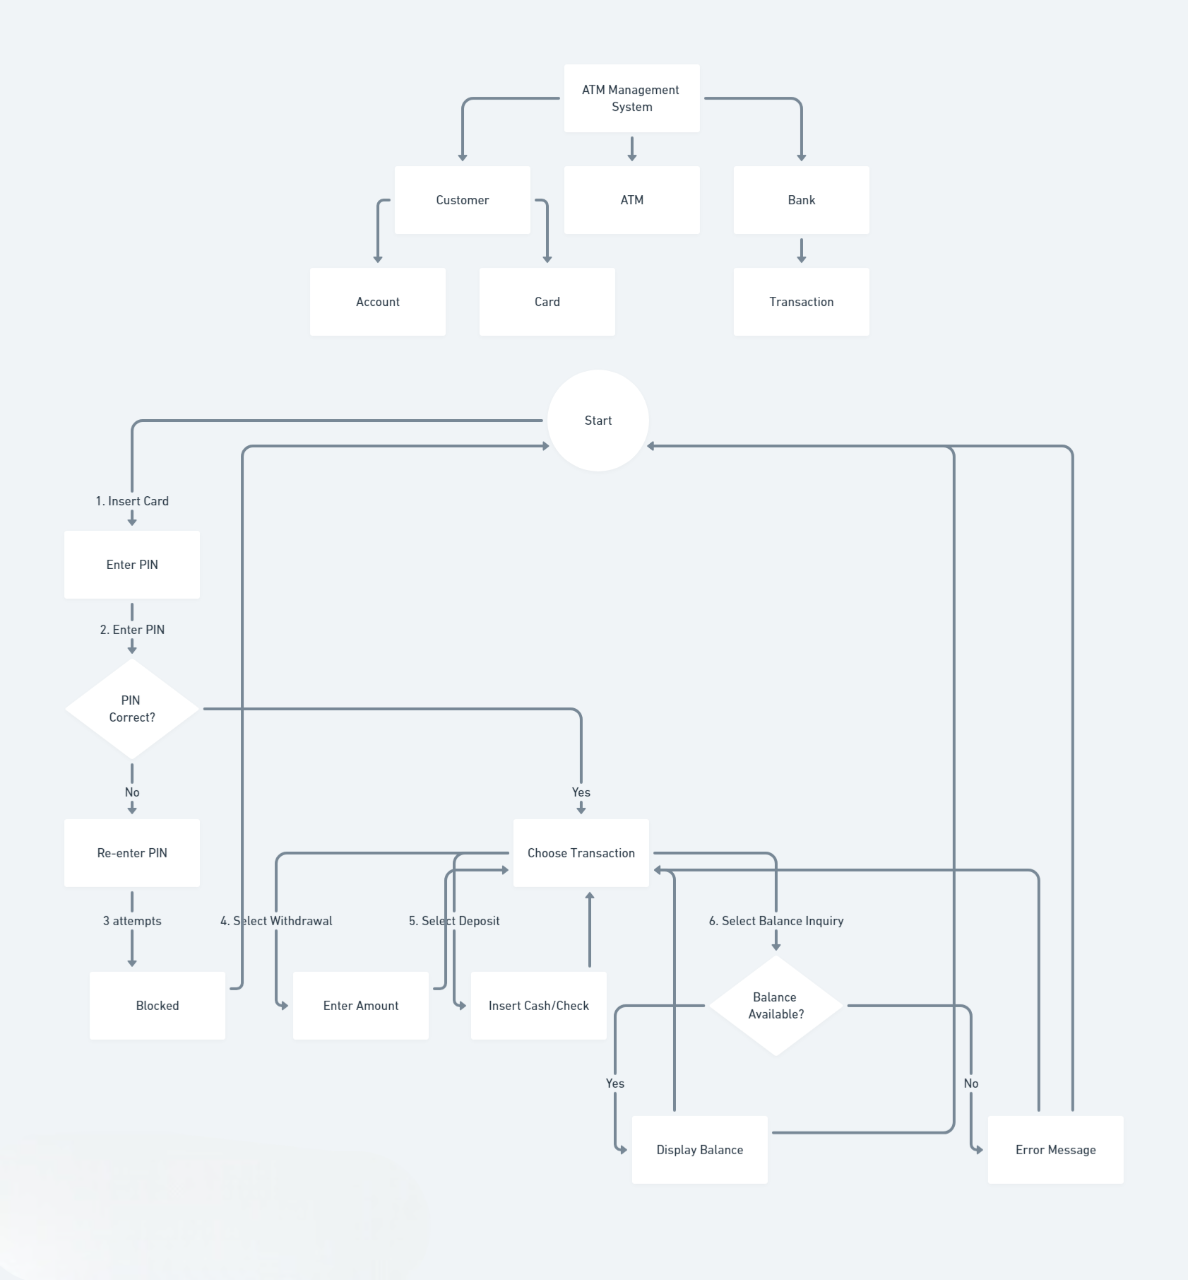 ATM Management
System
Customer
ATM
Bank
Account
Card
Transaction
Start
1. Insert Card
Enter PIN
2. Enter PIN
PIN
Correct?
No
Yes
Re-enter PIN
Choose Transaction
3 attempts
4. Select Withdrawal
5. Select Deposit
6. Select Balance Inquiry
Blocked
Enter Amount
Insert Cash/Check
Balance
Available?
Yes
No
Display Balance
Error Message